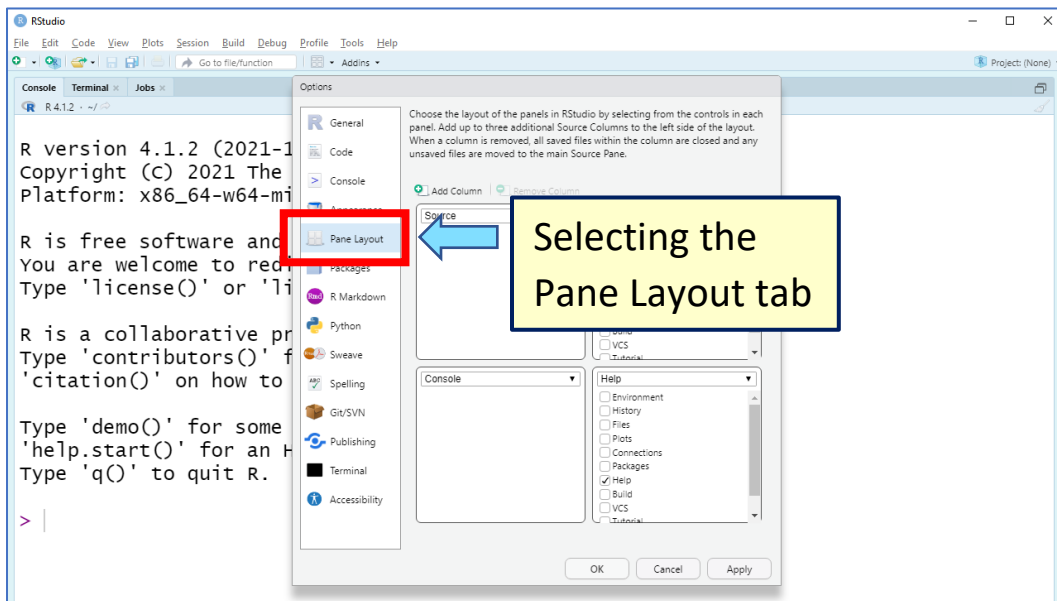 RStudio
File Edit Code View Plots Session Build Debug Profile Tools Help
Go to file/function
Addins
Project: (None)
Console Terminal Jobs
R 4.1.2 · ~/
R version 4.1.2 (2021-1
Copyright (C) 2021 The
Platform: x86_64-w64-mi
R is free software and
You are welcome to redi
Type 'license()' or 'li
R is a collaborative pr
Type 'contributors()' f
'citation()' on how to
Type 'demo()' for some
'help.start()' for an H
Type 'q()' to quit R.
>
Options
General
Code
Console
Appearance
Pane Layout
Packages
R Markdown
Python
Sweave
Spelling
Git/SVN
Publishing
Terminal
Accessibility
Choose the layout of the panels in RStudio by selecting from the controls in each
panel. Add up to three additional Source Columns to the left side of the layout.
When a column is removed, all saved files within the column are closed and any
unsaved files are moved to the main Source Pane.
Add Column Remove Column
Source
Selecting the
Pane Layout tab
Build
VCS
Tutorial
Console
Help
Environment
History
Files
Plots
Connections
Packages
Help
Build
VCS
Tutorial
OK Cancel Apply